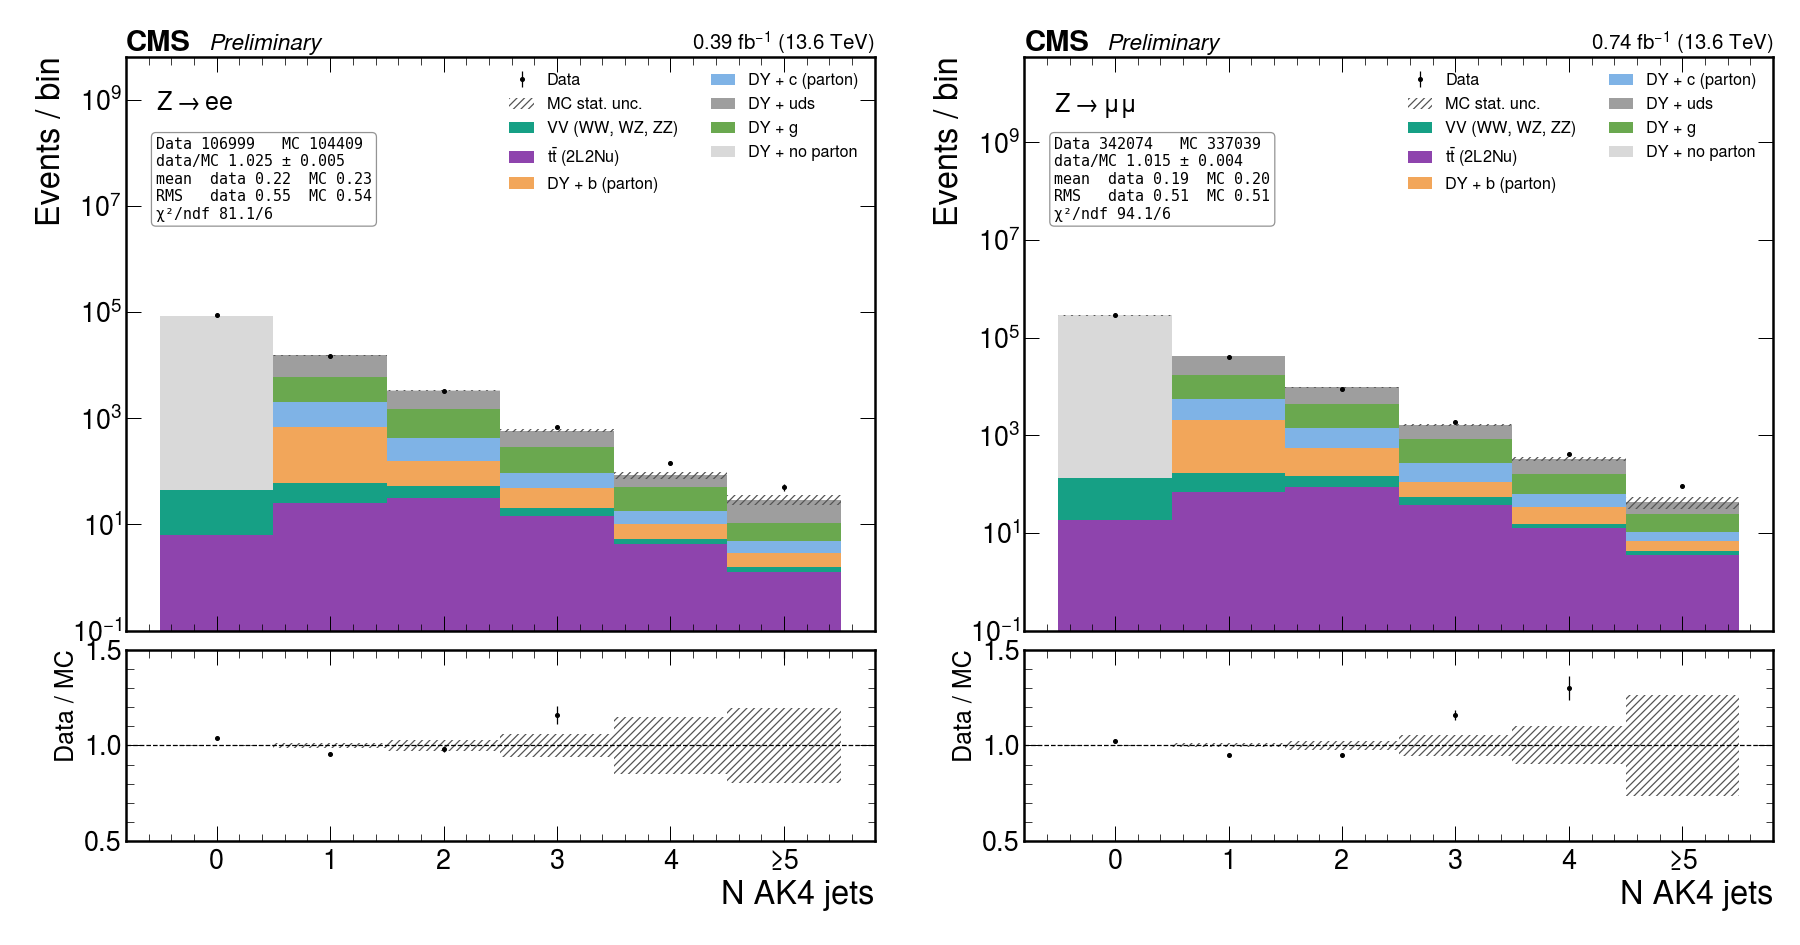 CMS Preliminary 0.39 fb⁻¹ (13.6 TeV)
Events / bin
Z → ee
Data 106999 MC 104409
data/MC 1.025 ± 0.005
mean data 0.22 MC 0.23
RMS data 0.55 MC 0.54
χ²/ndf 81.1/6
Data
MC stat. unc.
VV (WW, WZ, ZZ)
tt̄ (2L2Nu)
DY + b (parton)
DY + c (parton)
DY + uds
DY + g
DY + no parton
10⁹
10⁷
10⁵
10³
10¹
10⁻¹
Data / MC
1.5
1.0
0.5
0 1 2 3 4 ≥5
N AK4 jets
CMS Preliminary 0.74 fb⁻¹ (13.6 TeV)
Events / bin
Z → μμ
Data 342074 MC 337039
data/MC 1.015 ± 0.004
mean data 0.19 MC 0.20
RMS data 0.51 MC 0.51
χ²/ndf 94.1/6
Data
MC stat. unc.
VV (WW, WZ, ZZ)
tt̄ (2L2Nu)
DY + b (parton)
DY + c (parton)
DY + uds
DY + g
DY + no parton
10⁹
10⁷
10⁵
10³
10¹
10⁻¹
Data / MC
1.5
1.0
0.5
0 1 2 3 4 ≥5
N AK4 jets